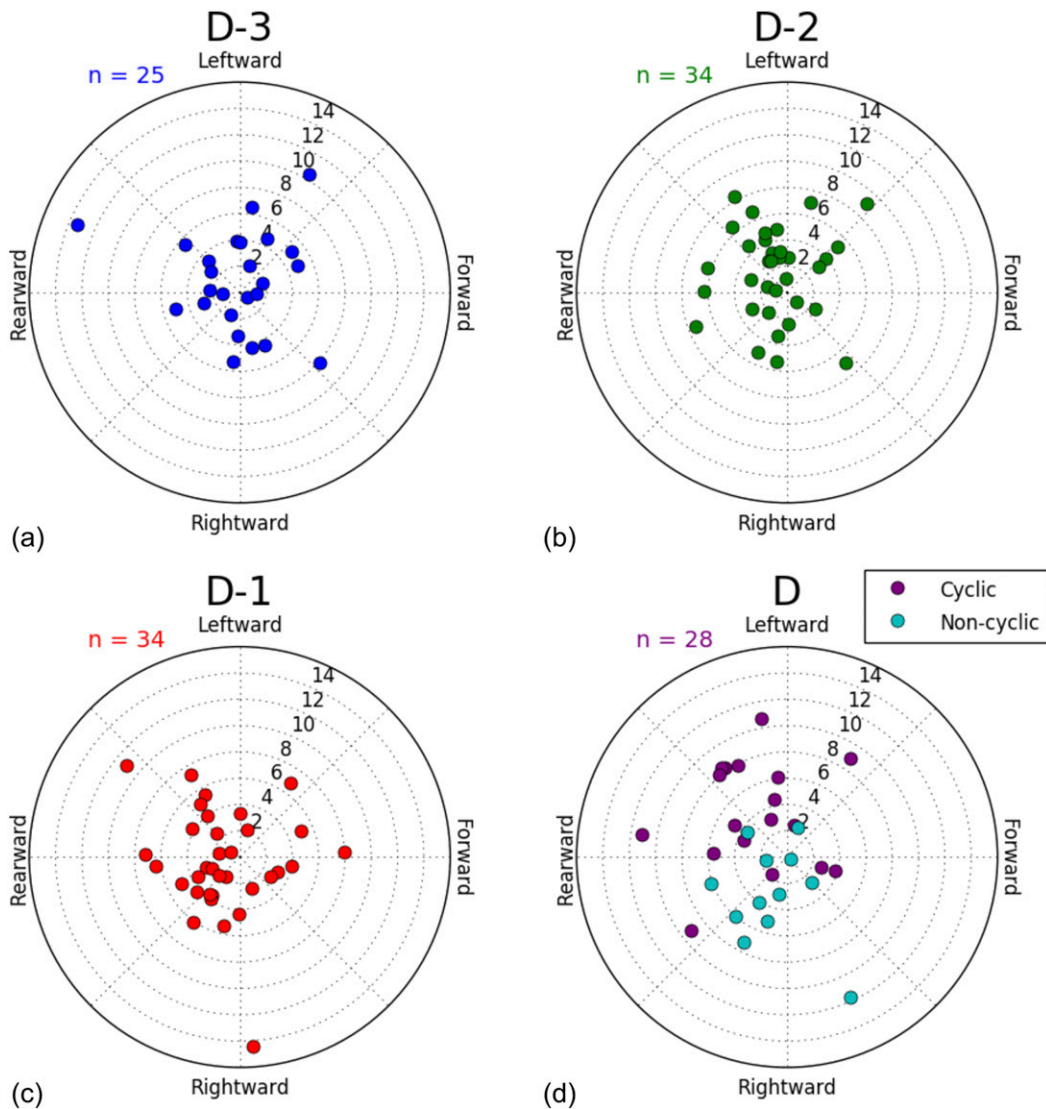 D-3
Leftward
n = 25
14
12
10
8
6
4
2
Rearward
Forward
Rightward
(a)
D-2
Leftward
n = 34
14
12
10
8
6
4
2
Rearward
Forward
Rightward
(b)
D-1
Leftward
n = 34
14
12
10
8
6
4
2
Rearward
Forward
Rightward
(c)
D
Leftward
n = 28
Cyclic
Non-cyclic
14
12
10
8
6
4
2
Rearward
Forward
Rightward
(d)